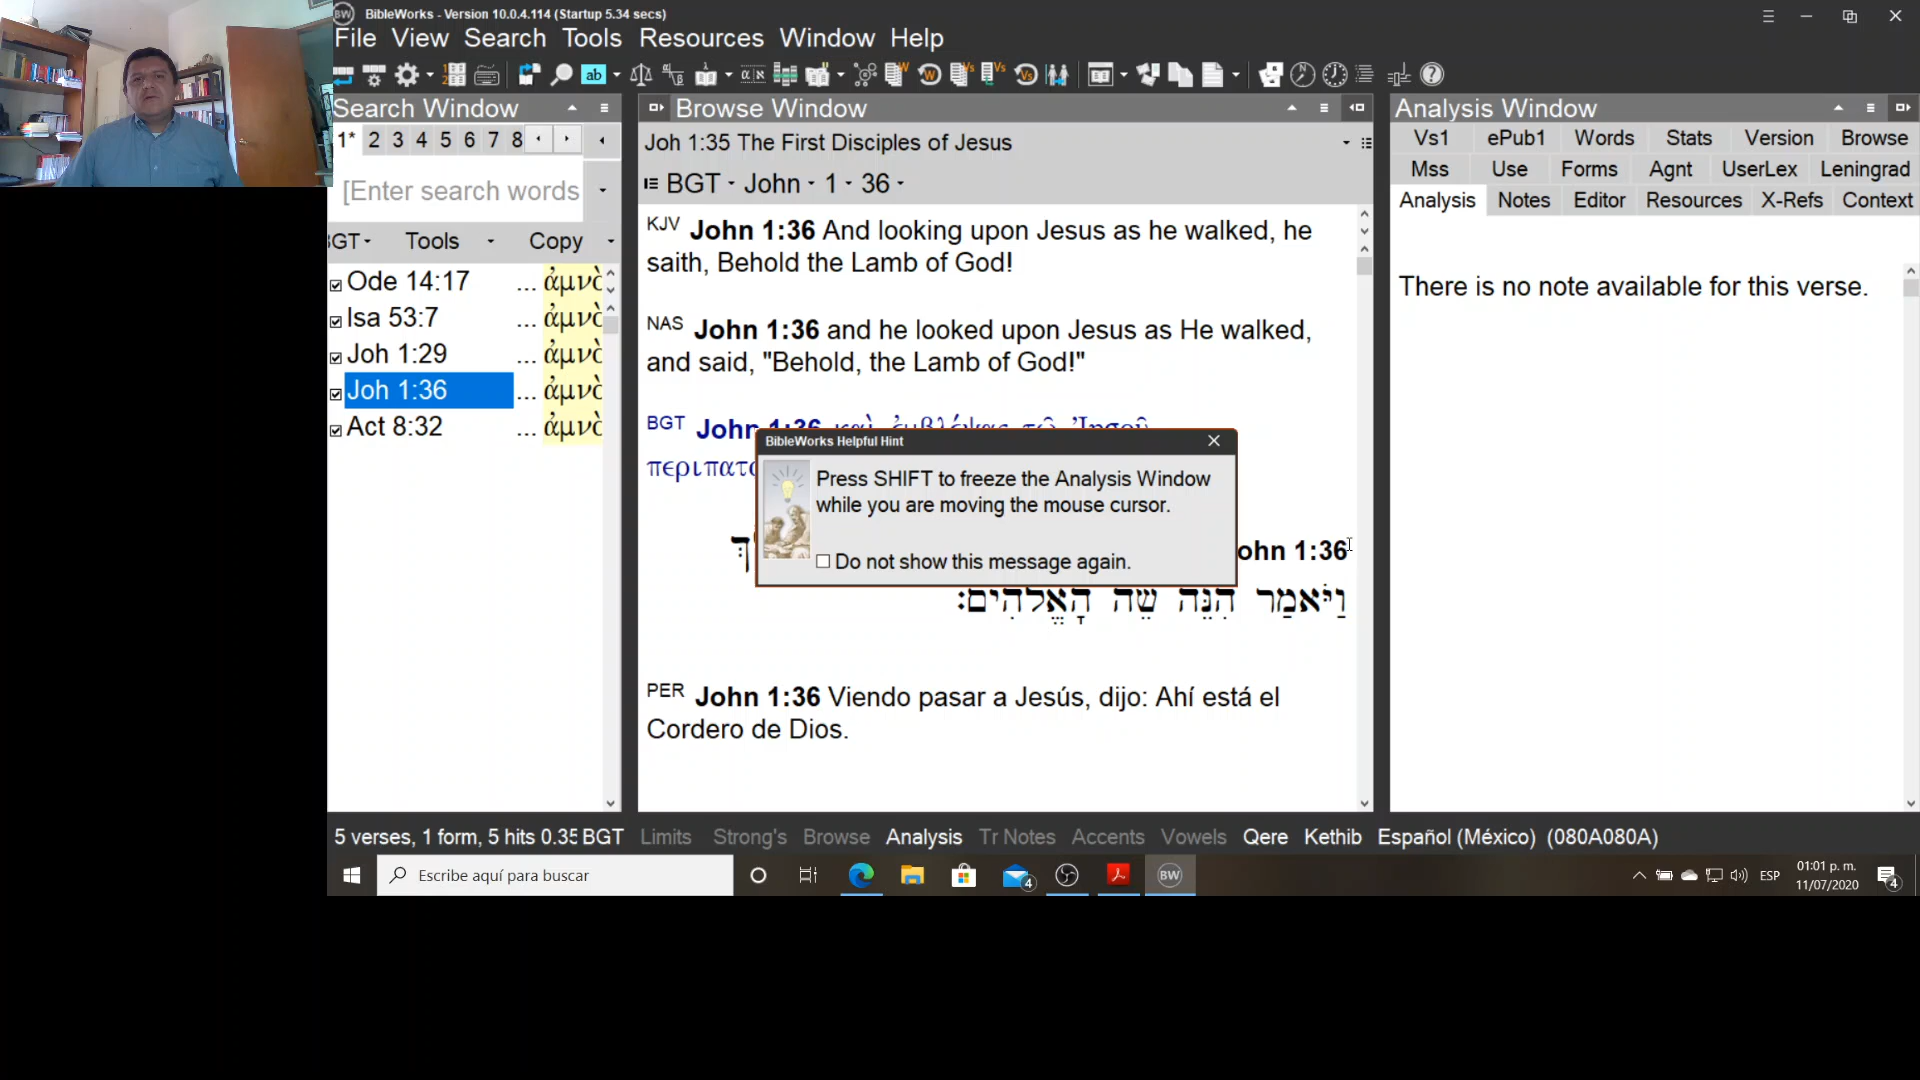 BibleWorks - Version 10.0.4.114 (Startup 5.34 secs)
File View Search Tools Resources Window Help
Search Window
1* 2 3 4 5 6 7 8
[Enter search words
Tools Copy
Ode 14:17 ...
Isa 53:7 ...
Joh 1:29 ...
Joh 1:36 ...
Act 8:32 ...
5 verses, 1 form, 5 hits 0.35 BGT
Browse Window
Joh 1:35 The First Disciples of Jesus
BGT John 1 36
KJV John 1:36 And looking upon Jesus as he walked, he
saith, Behold the Lamb of God!
NAS John 1:36 and he looked upon Jesus as He walked,
and said, "Behold, the Lamb of God!"
BGT
BibleWorks Helpful Hint
Press SHIFT to freeze the Analysis Window
while you are moving the mouse cursor.
Do not show this message again.
1:36
וַיֹּאמַר הִנֵּה שֵׂה הָאֱלֹהִים׃
PER John 1:36 Viendo pasar a Jesús, dijo: Ahí está el
Cordero de Dios.
Analysis Window
Vs1 ePub1 Words Stats Version Browse
Mss Use Forms Agnt UserLex Leningrad
Analysis Notes Editor Resources X-Refs Context
There is no note available for this verse.
Limits Strong's Browse Analysis Tr Notes Accents Vowels Qere Kethib Español (México) (080A080A)
Escribe aquí para buscar
4
BW
ESP
01:01 p. m.
11/07/2020
4